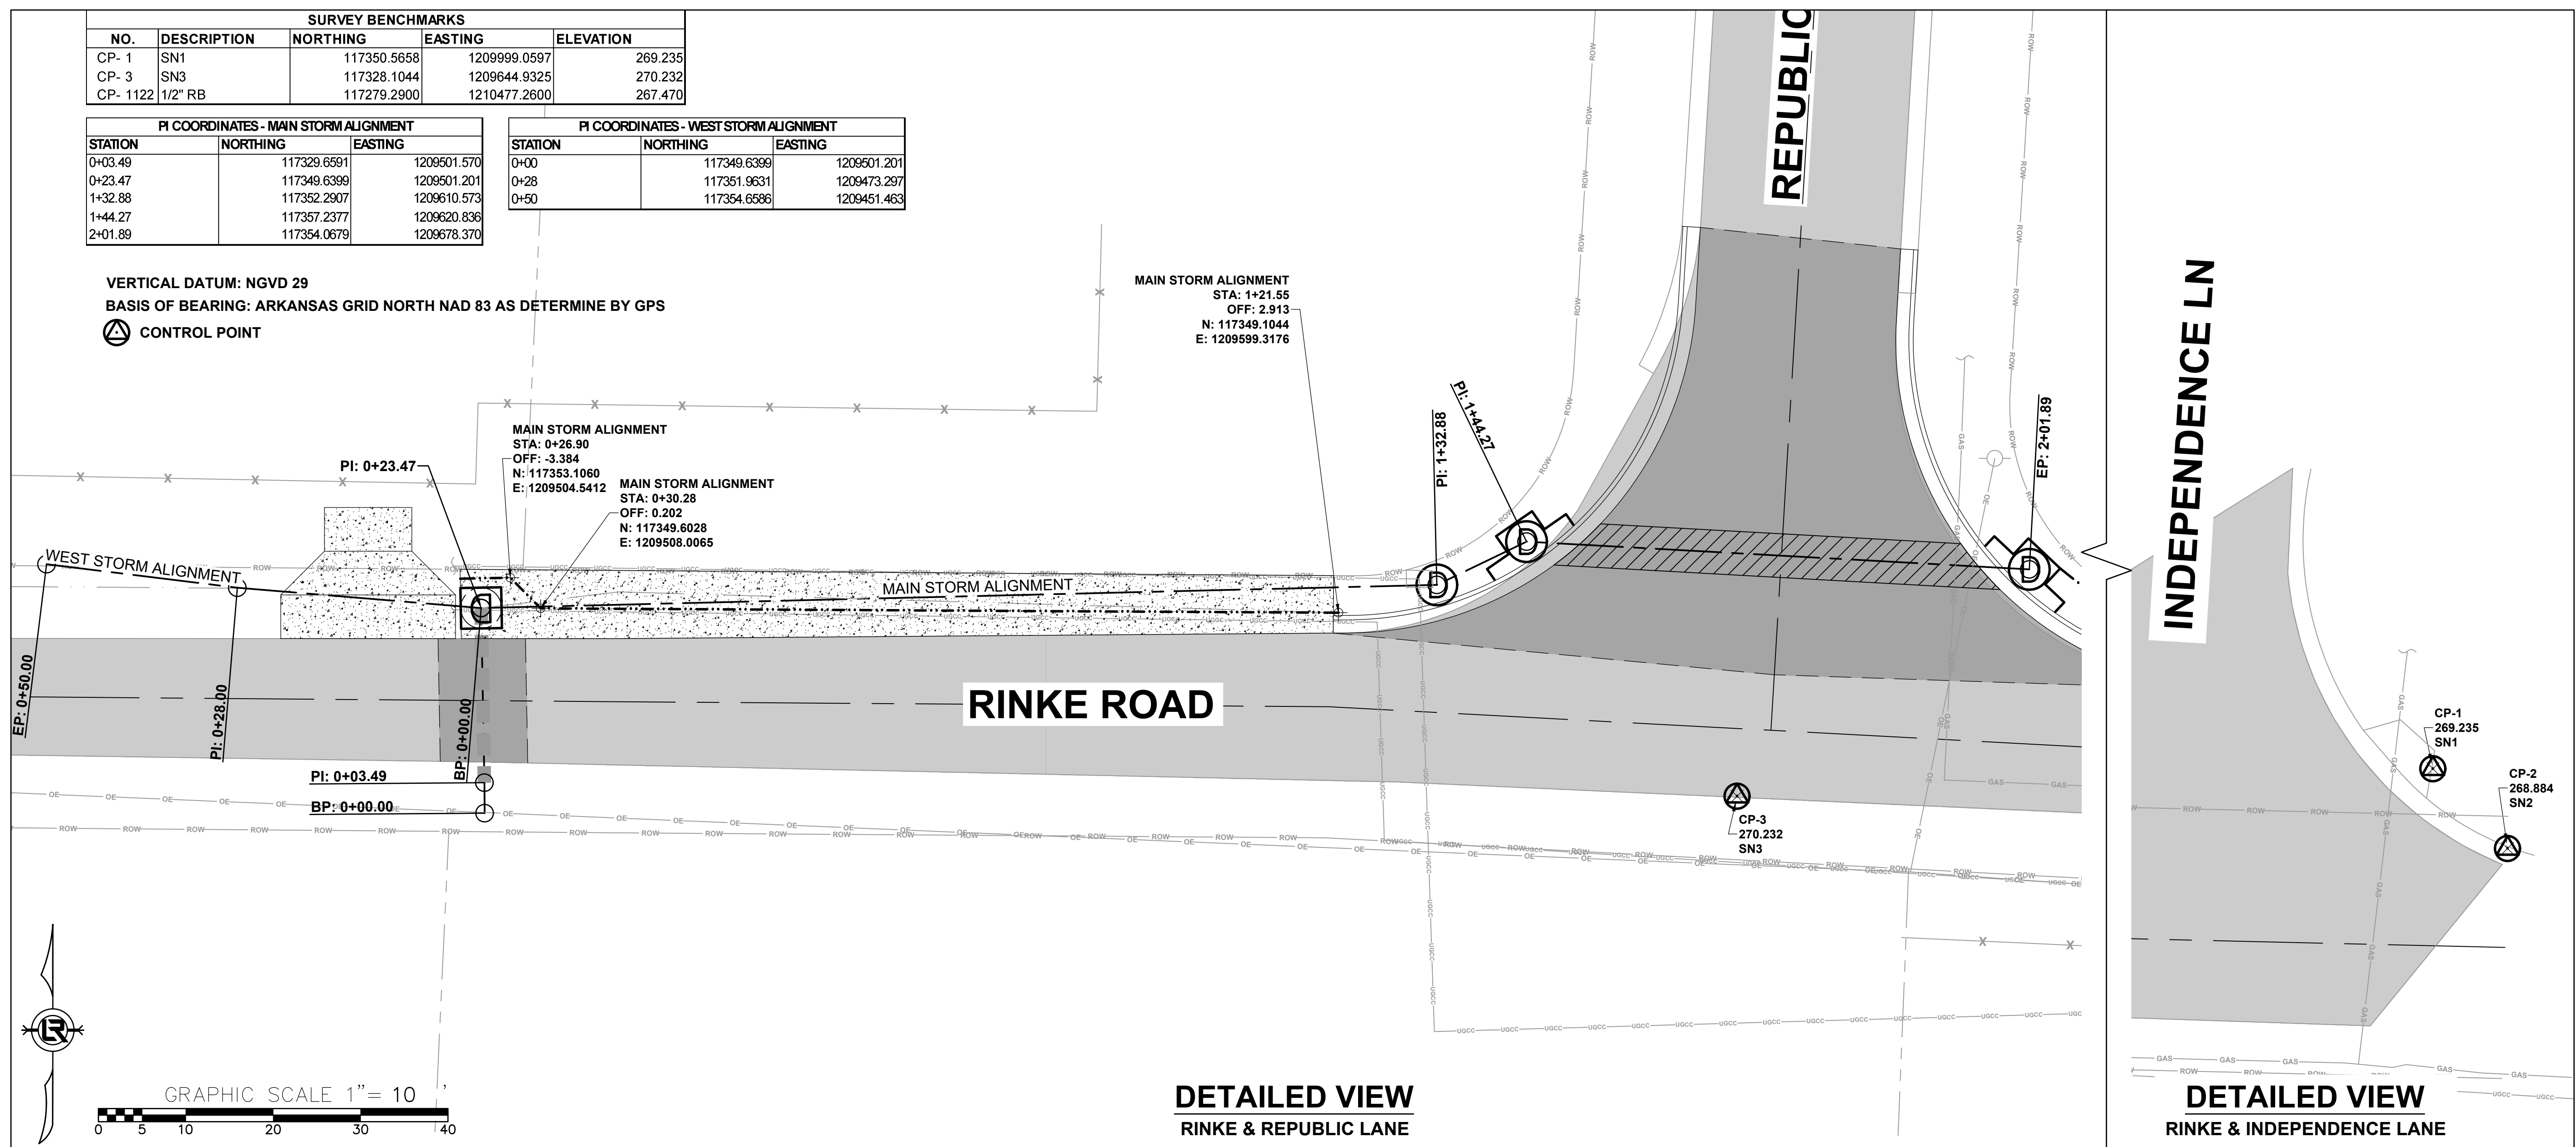 SURVEY BENCHMARKS
NO. DESCRIPTION NORTHING EASTING ELEVATION
CP- 1 SN1 117350.5658 1209999.0597 269.235
CP- 3 SN3 117328.1044 1209644.9325 270.232
CP- 1122 1/2" RB 117279.2900 1210477.2600 267.470
PI COORDINATES - MAIN STORM ALIGNMENT
STATION NORTHING EASTING
0+03.49 117329.6591 1209501.570
0+23.47 117349.6399 1209501.201
1+32.88 117352.2907 1209610.573
1+44.27 117357.2377 1209620.836
2+01.89 117354.0679 1209678.370
PI COORDINATES - WEST STORM ALIGNMENT
STATION NORTHING EASTING
0+00 117349.6399 1209501.201
0+28 117351.9631 1209473.297
0+50 117354.6586 1209451.463
VERTICAL DATUM: NGVD 29
BASIS OF BEARING: ARKANSAS GRID NORTH NAD 83 AS DETERMINE BY GPS
CONTROL POINT
MAIN STORM ALIGNMENT
STA: 1+21.55
OFF: 2.913
N: 117349.1044
E: 1209599.3176
REPUBLIC
INDEPENDENCE LN
MAIN STORM ALIGNMENT
STA: 0+26.90
OFF: -3.384
N: 117353.1060
E: 1209504.5412
MAIN STORM ALIGNMENT
STA: 0+30.28
OFF: 0.202
N: 117349.6028
E: 1209508.0065
PI: 0+23.47
PI: 1+32.88
PI: 1+44.27
EP: 2+01.89
WEST STORM ALIGNMENT
MAIN STORM ALIGNMENT
EP: 0+50.00
PI: 0+28.00
BP: 0+00.00
RINKE ROAD
PI: 0+03.49
BP: 0+00.00
CP-3
270.232
SN3
CP-1
269.235
SN1
CP-2
268.884
SN2
ROW
OE
UGCC
GAS
X
D
LR
GRAPHIC SCALE 1"= 10 '
0 5 10 20 30 40
DETAILED VIEW
RINKE & REPUBLIC LANE
DETAILED VIEW
RINKE & INDEPENDENCE LANE